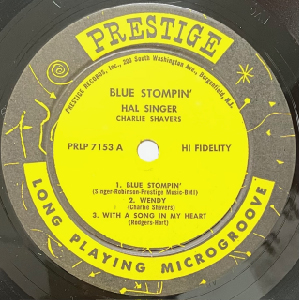 PRESTIGE
PRESTIGE RECORDS, Inc., 203 South Washington Ave., Bergenfield, N.J.
BLUE STOMPIN'
HAL SINGER
CHARLIE SHAVERS
PRLP 7153 A
HI FIDELITY
1. BLUE STOMPIN'
(Singer-Robinson-Prestige Music-BMI)
2. WENDY
(Charlie Shavers)
3. WITH A SONG IN MY HEART
(Rodgers-Hart)
LONG PLAYING MICROGROOVE